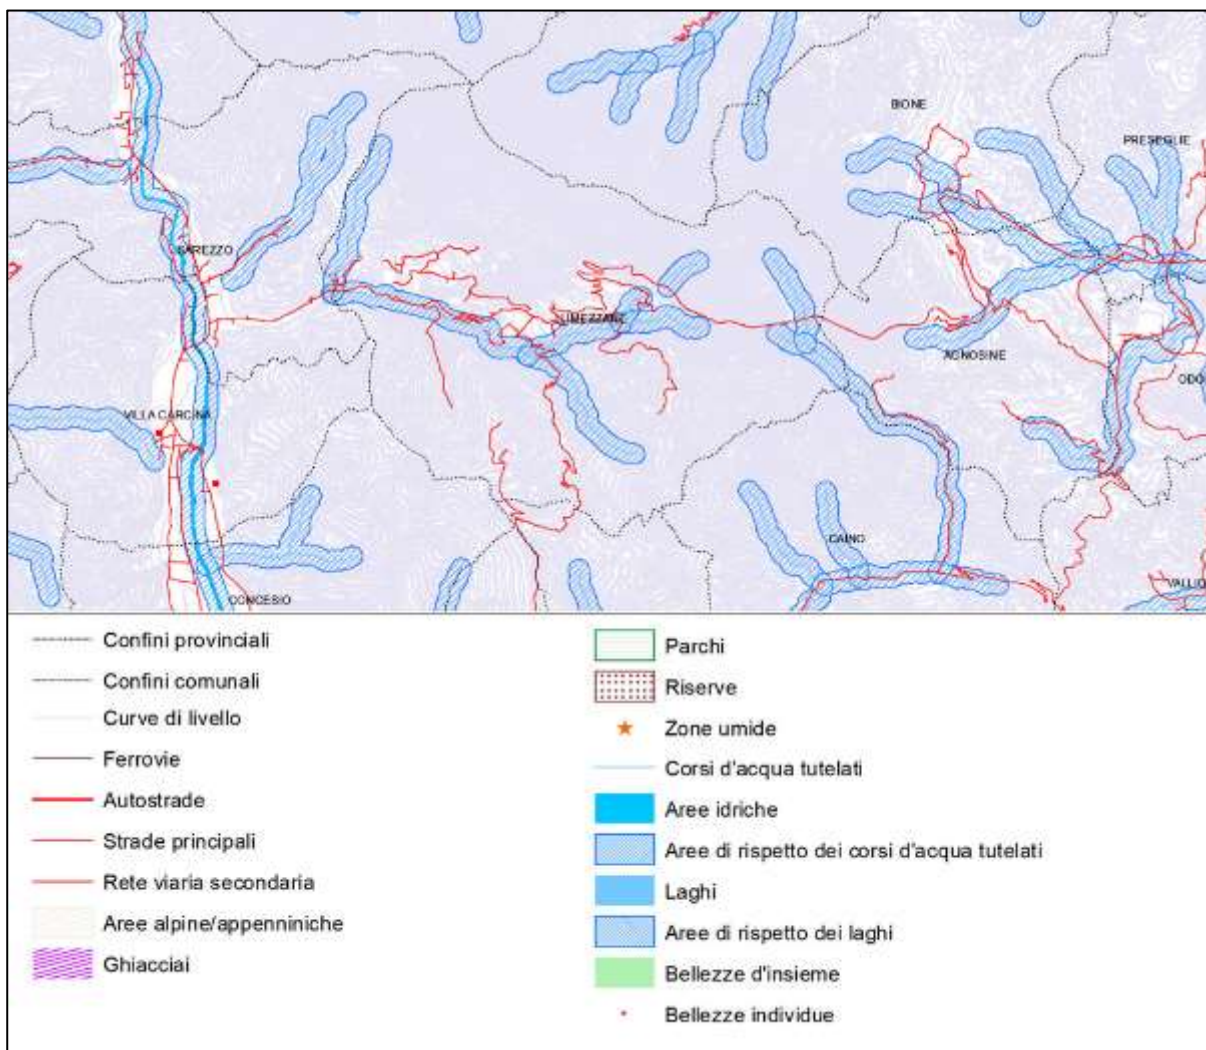 BIONE
PRESEGLIE
SAREZZO
LUMEZZANE
AGNOSINE
ODO
VILLA CARCINA
CAINO
VALLIO
CONCESIO
Confini provinciali
Confini comunali
Curve di livello
Ferrovie
Autostrade
Strade principali
Rete viaria secondaria
Aree alpine/appenniniche
Ghiacciai
Parchi
Riserve
Zone umide
Corsi d'acqua tutelati
Aree idriche
Aree di rispetto dei corsi d'acqua tutelati
Laghi
Aree di rispetto dei laghi
Bellezze d'insieme
Bellezze individue